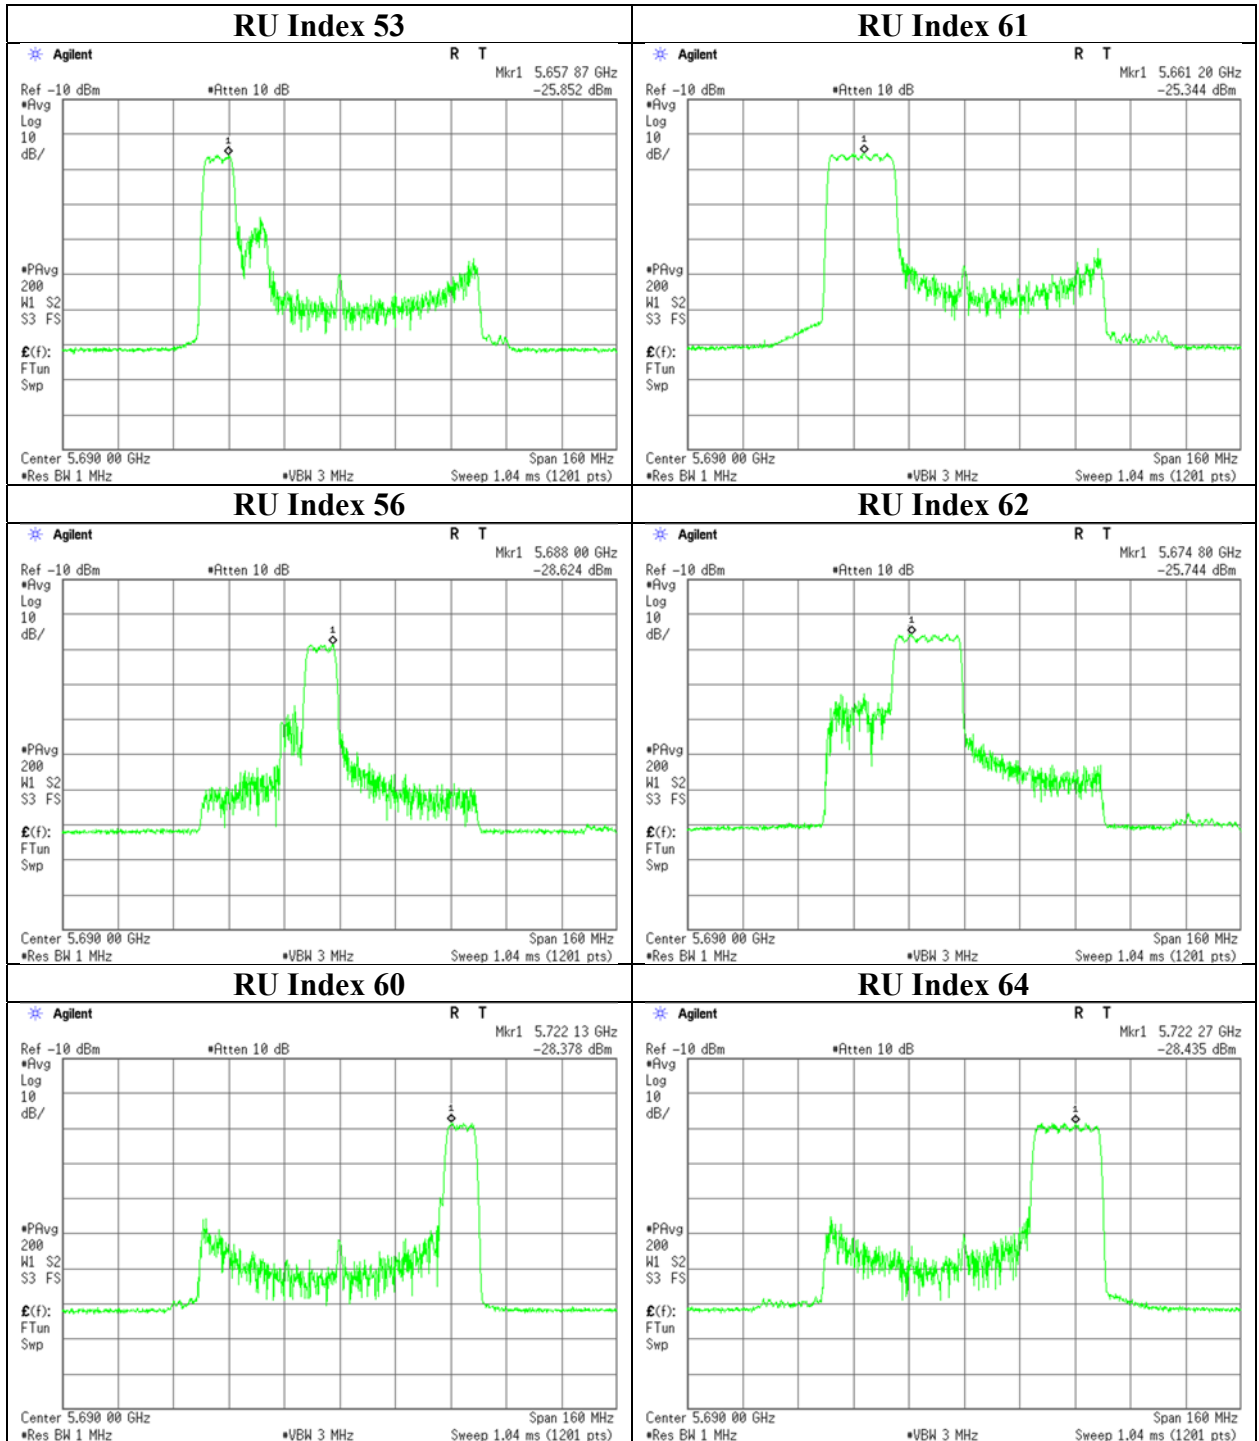 RU Index 53
Agilent
R T
Mkr1 5.657 87 GHz
Ref -10 dBm
*Atten 10 dB
-25.852 dBm
*Avg
Log
10
dB/
1
*PAvg
200
W1 S2
S3 FS
£(f):
FTun
Swp
Center 5.690 00 GHz
Span 160 MHz
*Res BW 1 MHz
*VBW 3 MHz
Sweep 1.04 ms (1201 pts)
RU Index 61
Agilent
R T
Mkr1 5.661 20 GHz
Ref -10 dBm
*Atten 10 dB
-25.344 dBm
*Avg
Log
10
dB/
1
*PAvg
200
W1 S2
S3 FS
£(f):
FTun
Swp
Center 5.690 00 GHz
Span 160 MHz
*Res BW 1 MHz
*VBW 3 MHz
Sweep 1.04 ms (1201 pts)
RU Index 56
Agilent
R T
Mkr1 5.688 00 GHz
Ref -10 dBm
*Atten 10 dB
-28.624 dBm
*Avg
Log
10
dB/
1
*PAvg
200
W1 S2
S3 FS
£(f):
FTun
Swp
Center 5.690 00 GHz
Span 160 MHz
*Res BW 1 MHz
*VBW 3 MHz
Sweep 1.04 ms (1201 pts)
RU Index 62
Agilent
R T
Mkr1 5.674 80 GHz
Ref -10 dBm
*Atten 10 dB
-25.744 dBm
*Avg
Log
10
dB/
1
*PAvg
200
W1 S2
S3 FS
£(f):
FTun
Swp
Center 5.690 00 GHz
Span 160 MHz
*Res BW 1 MHz
*VBW 3 MHz
Sweep 1.04 ms (1201 pts)
RU Index 60
Agilent
R T
Mkr1 5.722 13 GHz
Ref -10 dBm
*Atten 10 dB
-28.378 dBm
*Avg
Log
10
dB/
1
*PAvg
200
W1 S2
S3 FS
£(f):
FTun
Swp
Center 5.690 00 GHz
Span 160 MHz
*Res BW 1 MHz
*VBW 3 MHz
Sweep 1.04 ms (1201 pts)
RU Index 64
Agilent
R T
Mkr1 5.722 27 GHz
Ref -10 dBm
*Atten 10 dB
-28.435 dBm
*Avg
Log
10
dB/
1
*PAvg
200
W1 S2
S3 FS
£(f):
FTun
Swp
Center 5.690 00 GHz
Span 160 MHz
*Res BW 1 MHz
*VBW 3 MHz
Sweep 1.04 ms (1201 pts)